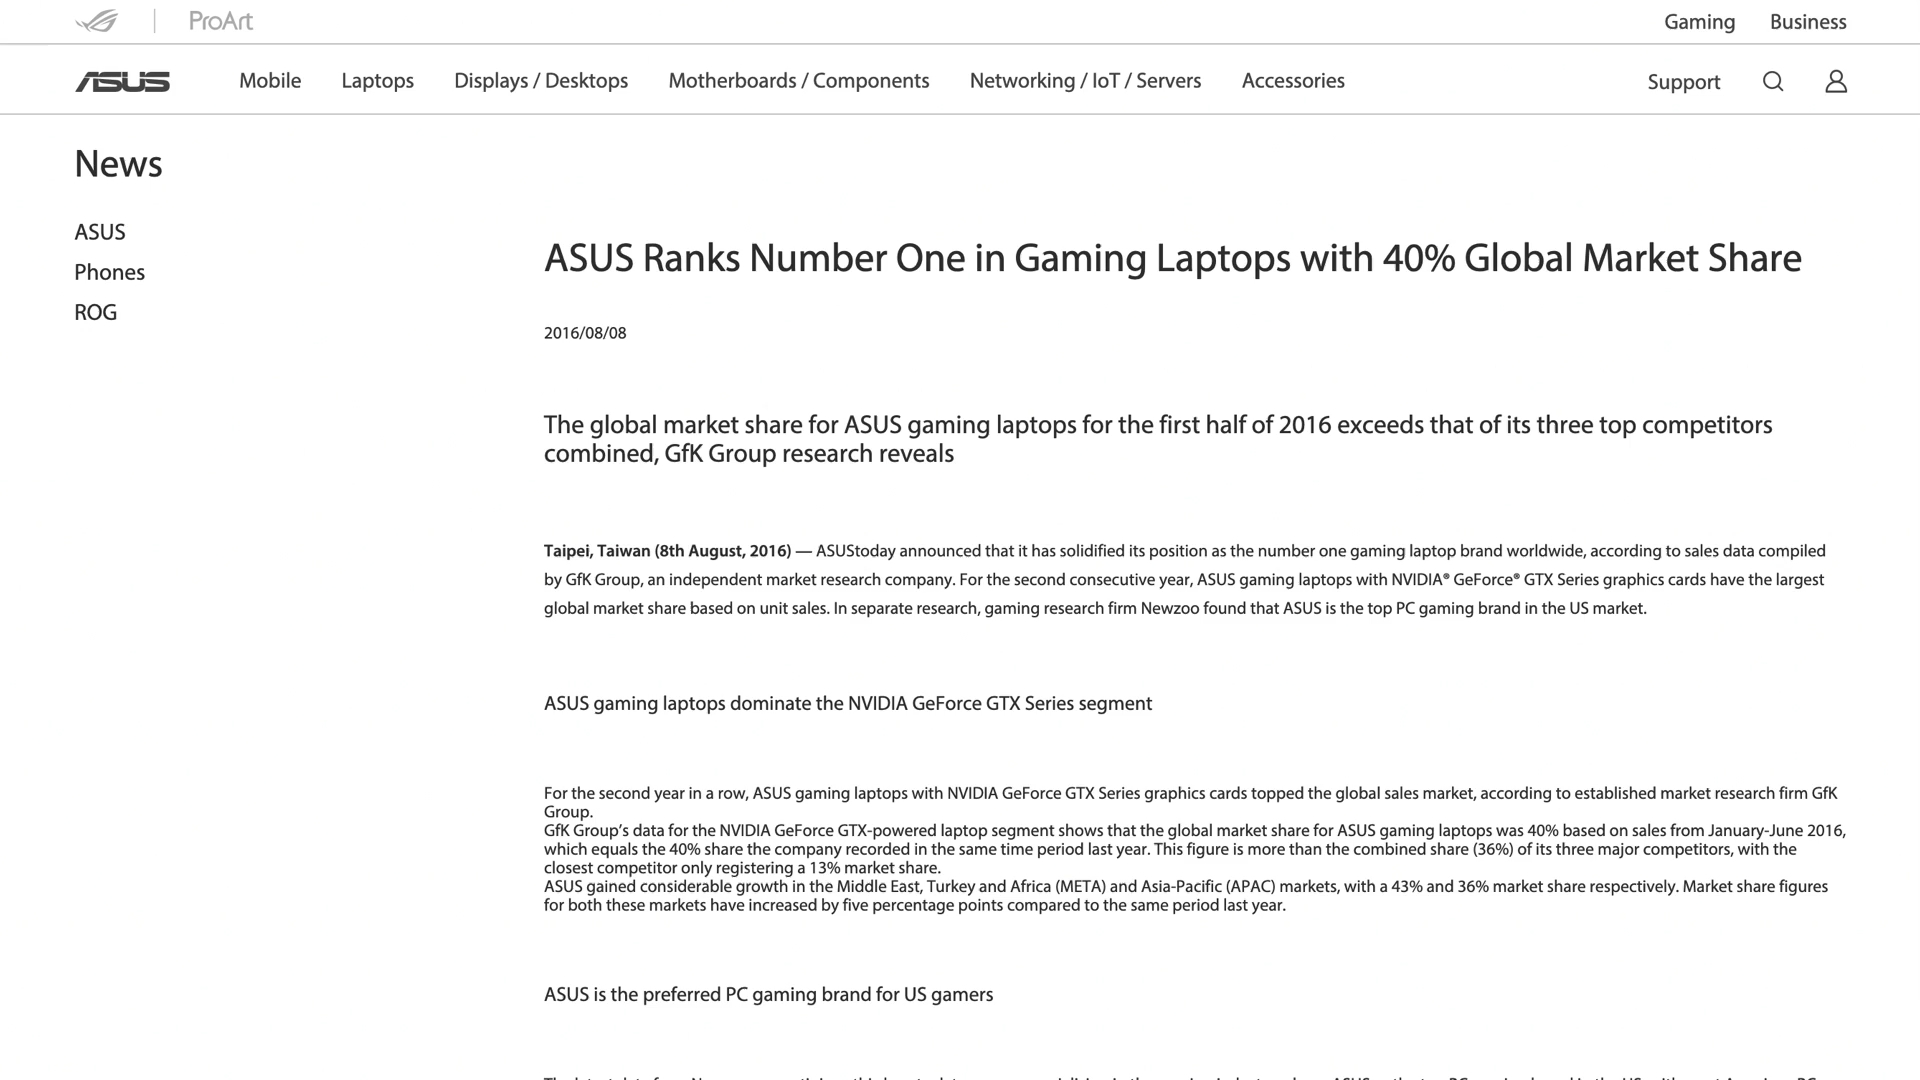 ProArt
Gaming
Business
ASUS
Mobile
Laptops
Displays / Desktops
Motherboards / Components
Networking / IoT / Servers
Accessories
Support
News
ASUS
Phones
ROG
ASUS Ranks Number One in Gaming Laptops with 40% Global Market Share
2016/08/08
The global market share for ASUS gaming laptops for the first half of 2016 exceeds that of its three top competitors
combined, GfK Group research reveals
Taipei, Taiwan (8th August, 2016) — ASUStoday announced that it has solidified its position as the number one gaming laptop brand worldwide, according to sales data compiled
by GfK Group, an independent market research company. For the second consecutive year, ASUS gaming laptops with NVIDIA® GeForce® GTX Series graphics cards have the largest
global market share based on unit sales. In separate research, gaming research firm Newzoo found that ASUS is the top PC gaming brand in the US market.
ASUS gaming laptops dominate the NVIDIA GeForce GTX Series segment
For the second year in a row, ASUS gaming laptops with NVIDIA GeForce GTX Series graphics cards topped the global sales market, according to established market research firm GfK
Group.
GfK Group’s data for the NVIDIA GeForce GTX-powered laptop segment shows that the global market share for ASUS gaming laptops was 40% based on sales from January-June 2016,
which equals the 40% share the company recorded in the same time period last year. This figure is more than the combined share (36%) of its three major competitors, with the
closest competitor only registering a 13% market share.
ASUS gained considerable growth in the Middle East, Turkey and Africa (META) and Asia-Pacific (APAC) markets, with a 43% and 36% market share respectively. Market share figures
for both these markets have increased by five percentage points compared to the same period last year.
ASUS is the preferred PC gaming brand for US gamers